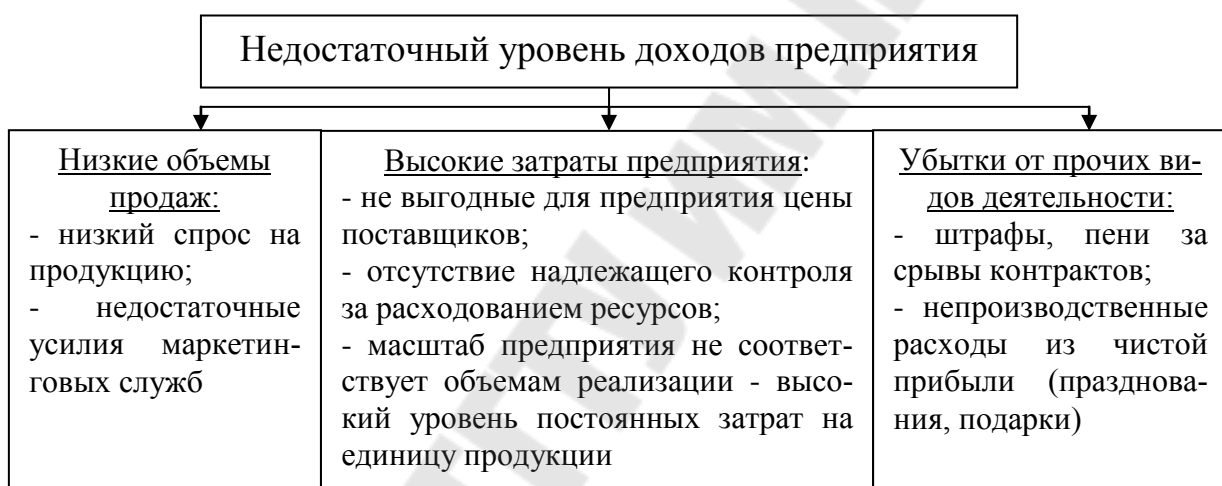 Недостаточный уровень доходов предприятия
Низкие объемы
продаж:
- низкий спрос на
продукцию;
- недостаточные
усилия маркетин-
говых служб
Высокие затраты предприятия:
- не выгодные для предприятия цены
поставщиков;
- отсутствие надлежащего контроля
за расходованием ресурсов;
- масштаб предприятия не соответ-
ствует объемам реализации - высо-
кий уровень постоянных затрат на
единицу продукции
Убытки от прочих ви-
дов деятельности:
- штрафы, пени за
срывы контрактов;
- непроизводственные
расходы из чистой
прибыли (празднова-
ния, подарки)